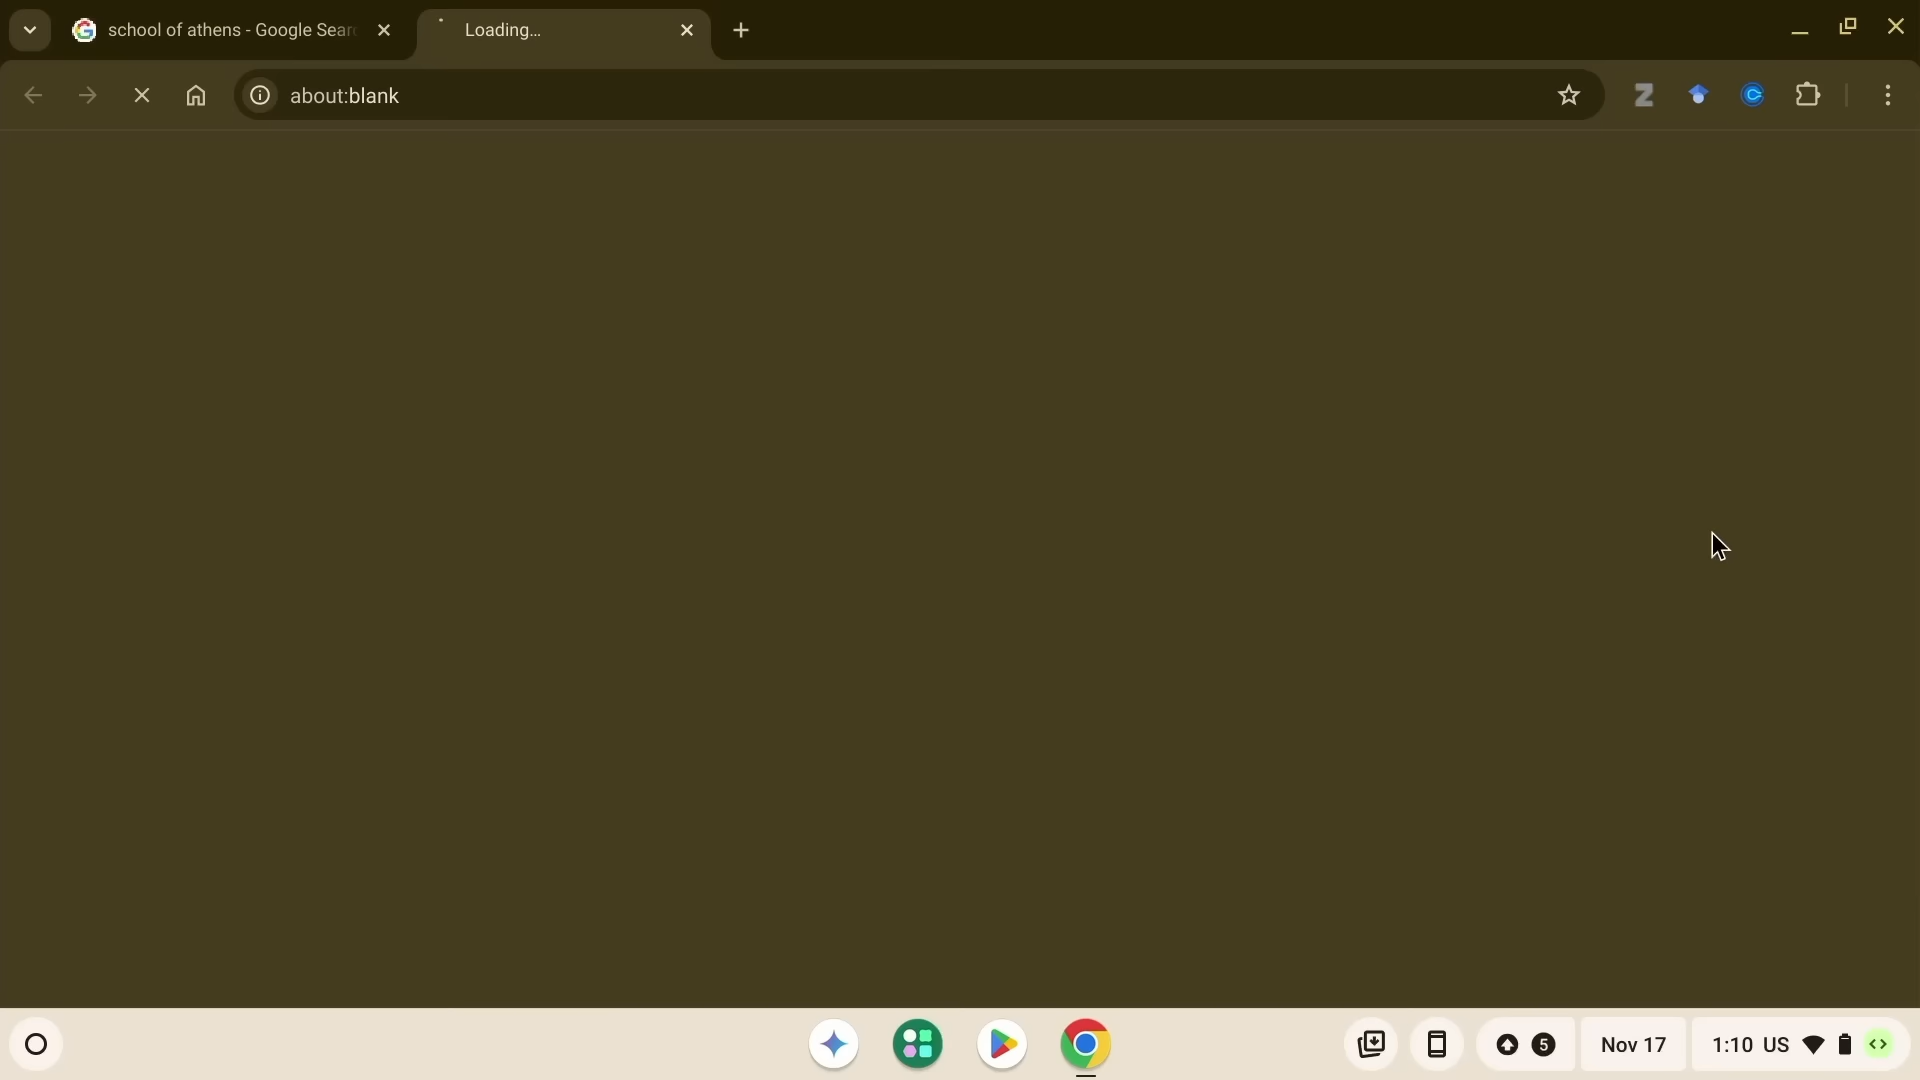 school of athens - Google Sear
Loading...
about:blank
5
Nov 17
1:10 US